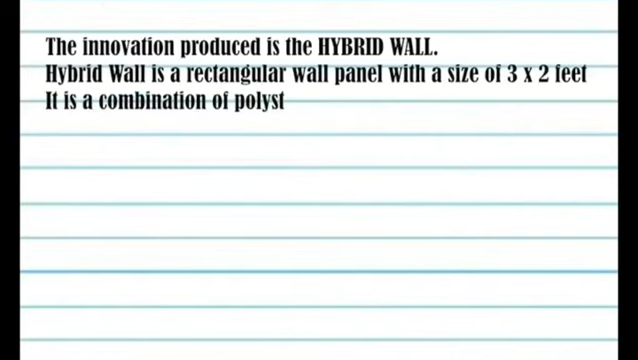 The innovation produced is the HYBRID WALL.
Hybrid Wall is a rectangular wall panel with a size of 3 x 2 feet
It is a combination of polyst